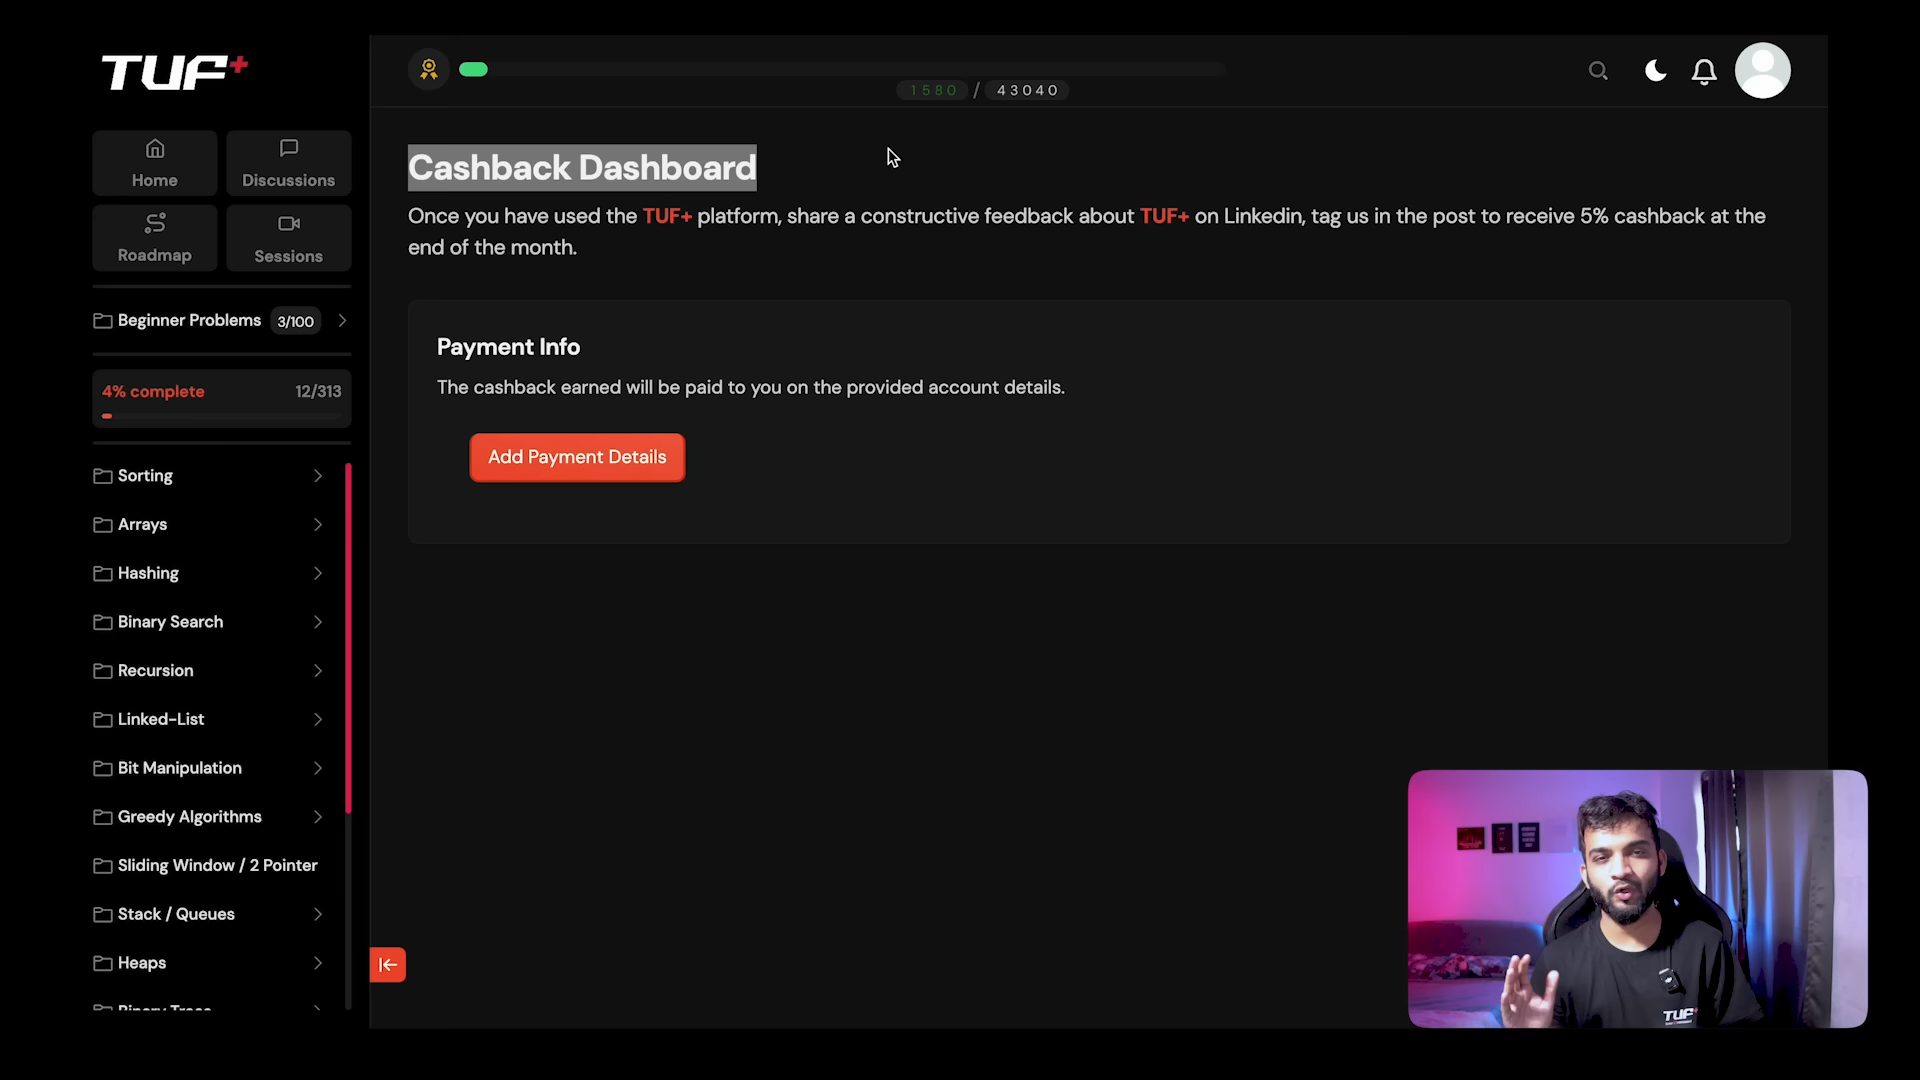 TUF+
1580 / 43040
Home
Discussions
Roadmap
Sessions
Beginner Problems 3/100
4% complete 12/313
Sorting
Arrays
Hashing
Binary Search
Recursion
Linked-List
Bit Manipulation
Greedy Algorithms
Sliding Window / 2 Pointer
Stack / Queues
Heaps
Binary Trees
Cashback Dashboard
Once you have used the TUF+ platform, share a constructive feedback about TUF+ on Linkedin, tag us in the post to receive 5% cashback at the
end of the month.
Payment Info
The cashback earned will be paid to you on the provided account details.
Add Payment Details
TUF+